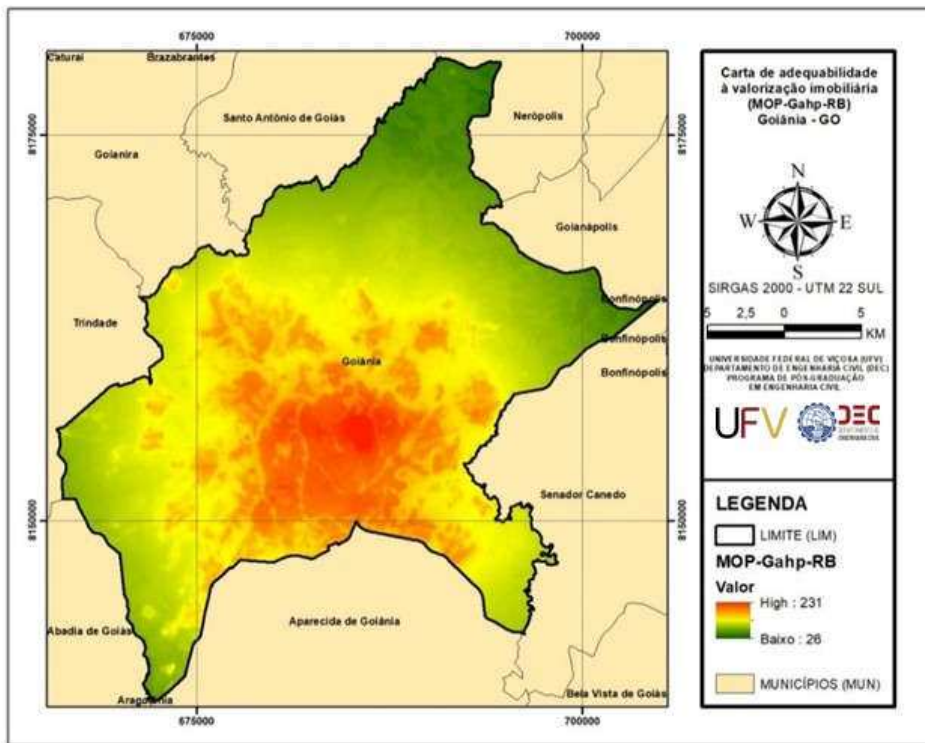 675000
700000
Caturaí
Brazabrantes
Santo Antônio de Goiás
Nerópolis
8175000
8175000
Goianira
Goianápolis
Bonfinópolis
Trindade
Bonfinópolis
Goiânia
Bonfinópolis
Senador Canedo
8150000
8150000
Aparecida de Goiânia
Abadia de Goiás
Aragoiânia
Bela Vista de Goiás
675000
700000
Carta de adequabilidade
à valorização imobiliária
(MOP-Gahp-RB)
Goiânia - GO
N
W
E
S
SIRGAS 2000 - UTM 22 SUL
5 2,5 0 5
KM
UNIVERSIDADE FEDERAL DE VIÇOSA (UFV)
DEPARTAMENTO DE ENGENHARIA CIVIL (DEC)
PROGRAMA DE PÓS-GRADUAÇÃO
EM ENGENHARIA CIVIL
UFV
DEC
ENGENHARIA CIVIL
LEGENDA
LIMITE (LIM)
MOP-Gahp-RB
Valor
High : 231
Baixo : 26
MUNICÍPIOS (MUN)